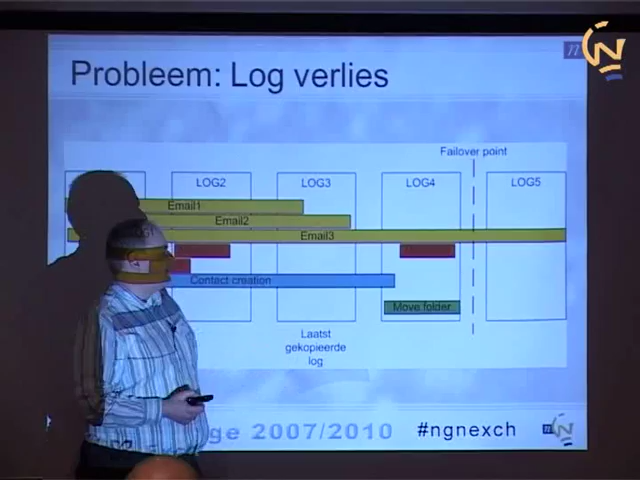 Probleem: Log verlies
Failover point
LOG2
LOG3
LOG4
LOG5
Email1
Email2
Email3
Contact creation
Move folder
Laatst
gekopieerde
log
ge 2007/2010
#ngnexch